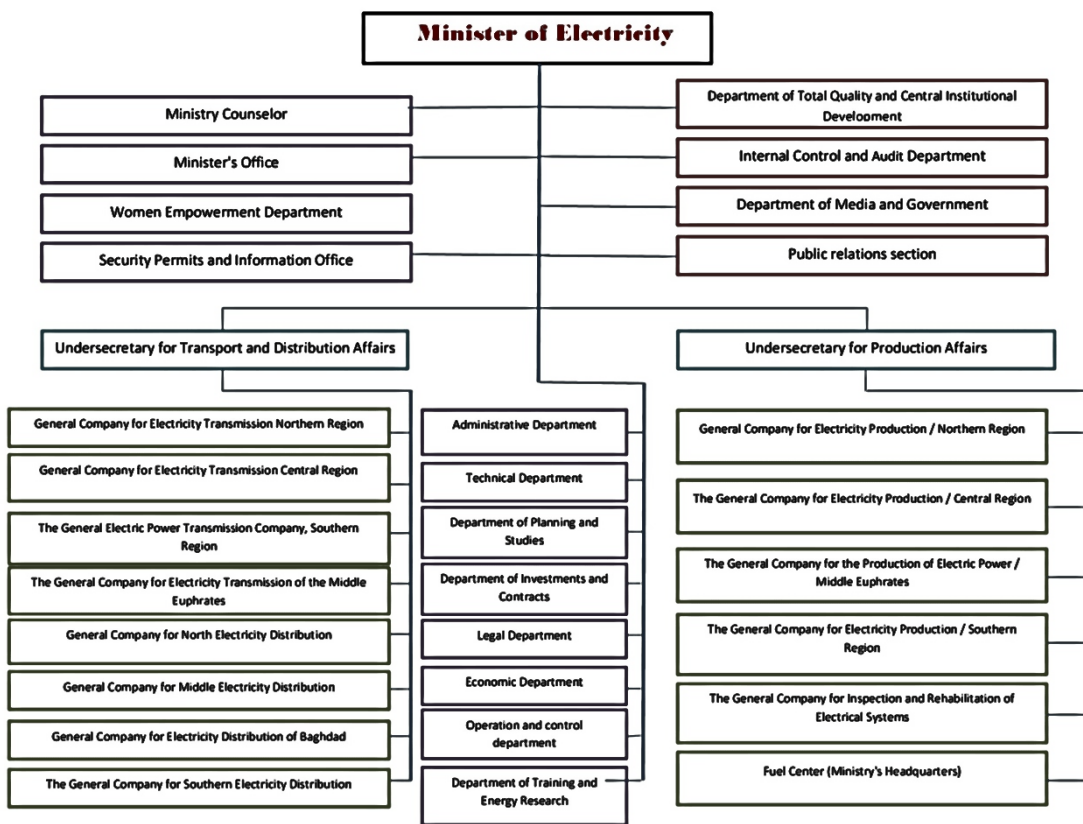 Minister of Electricity
Ministry Counselor
Minister's Office
Women Empowerment Department
Security Permits and Information Office
Department of Total Quality and Central Institutional
Development
Internal Control and Audit Department
Department of Media and Government
Public relations section
Undersecretary for Transport and Distribution Affairs
Undersecretary for Production Affairs
General Company for Electricity Transmission Northern Region
General Company for Electricity Transmission Central Region
The General Electric Power Transmission Company, Southern
Region
The General Company for Electricity Transmission of the Middle
Euphrates
General Company for North Electricity Distribution
General Company for Middle Electricity Distribution
General Company for Electricity Distribution of Baghdad
The General Company for Southern Electricity Distribution
Administrative Department
Technical Department
Department of Planning and
Studies
Department of Investments and
Contracts
Legal Department
Economic Department
Operation and control
department
Department of Training and
Energy Research
General Company for Electricity Production / Northern Region
The General Company for Electricity Production / Central Region
The General Company for the Production of Electric Power /
Middle Euphrates
The General Company for Electricity Production / Southern
Region
The General Company for Inspection and Rehabilitation of
Electrical Systems
Fuel Center (Ministry's Headquarters)